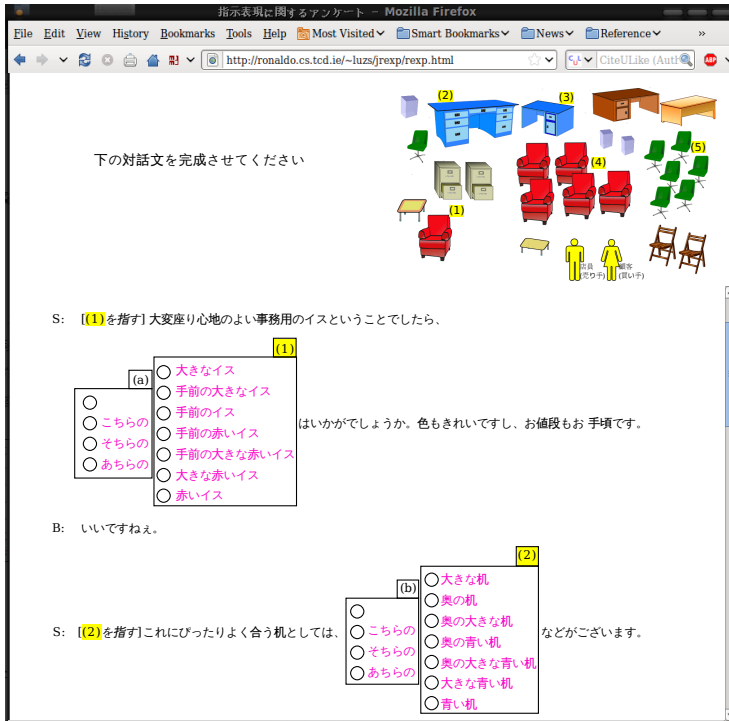 指示表現に関するアンケート － Mozilla Firefox
File Edit View History Bookmarks Tools Help Most Visited Smart Bookmarks News Reference »
http://ronaldo.cs.tcd.ie/~luzs/jrexp/rexp.html CiteULike (Auth
下の対話文を完成させてください
(2)
(3)
(5)
(4)
(1)
店員
(売り手)
顧客
(買い手)
S: [(1)を指す] 大変座り心地のよい事務用のイスということでしたら、
(1)
(a)
大きなイス
手前の大きなイス
手前のイス
手前の赤いイス
手前の大きな赤いイス
大きな赤いイス
赤いイス
こちらの
そちらの
あちらの
はいかがでしょうか。色もきれいですし、お値段もお 手頃です。
B: いいですねぇ。
(2)
(b)
大きな机
奥の机
奥の大きな机
奥の青い机
奥の大きな青い机
大きな青い机
青い机
こちらの
そちらの
あちらの
S: [(2)を指す]これにぴったりよく合う机としては、
などがございます。